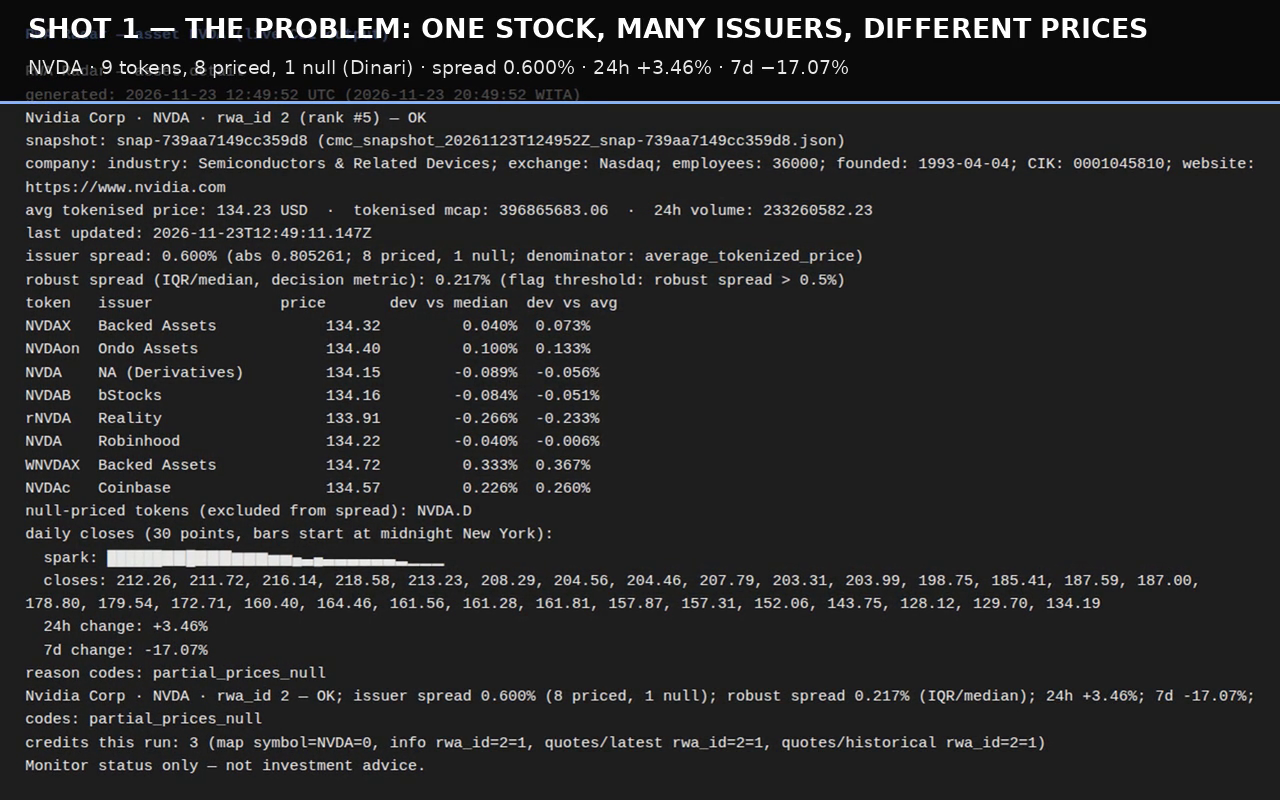 SHOT 1 — THE PROBLEM: ONE STOCK, MANY ISSUERS, DIFFERENT PRICES
NVDA · 9 tokens, 8 priced, 1 null (Dinari) · spread 0.600% · 24h +3.46% · 7d −17.07%
generated: 2026-11-23 12:49:52 UTC (2026-11-23 20:49:52 WITA)
Nvidia Corp · NVDA · rwa_id 2 (rank #5) — OK
snapshot: snap-739aa7149cc359d8 (cmc_snapshot_20261123T124952Z_snap-739aa7149cc359d8.json)
company: industry: Semiconductors & Related Devices; exchange: Nasdaq; employees: 36000; founded: 1993-04-04; CIK: 0001045810; website:
https://www.nvidia.com
avg tokenised price: 134.23 USD · tokenised mcap: 396865683.06 · 24h volume: 233260582.23
last updated: 2026-11-23T12:49:11.147Z
issuer spread: 0.600% (abs 0.805261; 8 priced, 1 null; denominator: average_tokenized_price)
robust spread (IQR/median, decision metric): 0.217% (flag threshold: robust spread > 0.5%)
token issuer price dev vs median dev vs avg
NVDAX Backed Assets 134.32 0.040% 0.073%
NVDAon Ondo Assets 134.40 0.100% 0.133%
NVDA NA (Derivatives) 134.15 -0.089% -0.056%
NVDAB bStocks 134.16 -0.084% -0.051%
rNVDA Reality 133.91 -0.266% -0.233%
NVDA Robinhood 134.22 -0.040% -0.006%
WNVDAX Backed Assets 134.72 0.333% 0.367%
NVDAc Coinbase 134.57 0.226% 0.260%
null-priced tokens (excluded from spread): NVDA.D
daily closes (30 points, bars start at midnight New York):
spark:
closes: 212.26, 211.72, 216.14, 218.58, 213.23, 208.29, 204.56, 204.46, 207.79, 203.31, 203.99, 198.75, 185.41, 187.59, 187.00,
178.80, 179.54, 172.71, 160.40, 164.46, 161.56, 161.28, 161.81, 157.87, 157.31, 152.06, 143.75, 128.12, 129.70, 134.19
24h change: +3.46%
7d change: -17.07%
reason codes: partial_prices_null
Nvidia Corp · NVDA · rwa_id 2 — OK; issuer spread 0.600% (8 priced, 1 null); robust spread 0.217% (IQR/median); 24h +3.46%; 7d -17.07%;
codes: partial_prices_null
credits this run: 3 (map symbol=NVDA=0, info rwa_id=2=1, quotes/latest rwa_id=2=1, quotes/historical rwa_id=2=1)
Monitor status only — not investment advice.